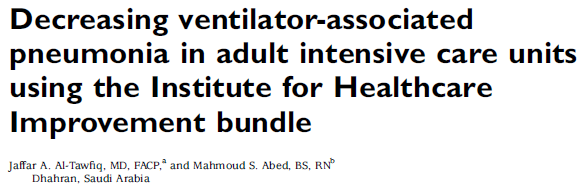 Decreasing ventilator-associated
pneumonia in adult intensive care units
using the Institute for Healthcare
Improvement bundle
Jaffar A. Al-Tawfiq, MD, FACP,a and Mahmoud S. Abed, BS, RNb
Dhahran, Saudi Arabia